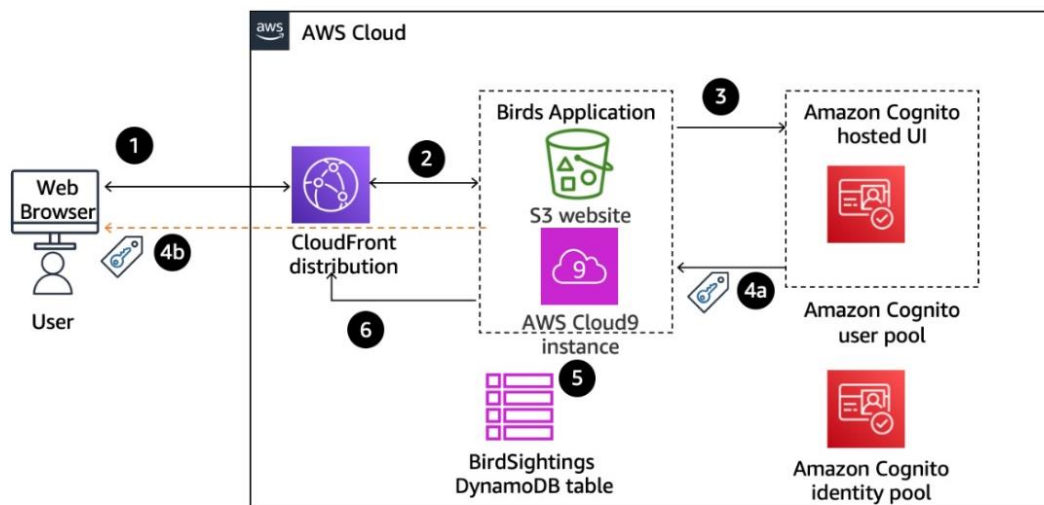 aws
AWS Cloud
1
Web
Browser
User
4b
CloudFront
distribution
2
6
Birds Application
S3 website
9
AWS Cloud9
instance
5
BirdSightings
DynamoDB table
3
4a
Amazon Cognito
hosted UI
Amazon Cognito
user pool
Amazon Cognito
identity pool